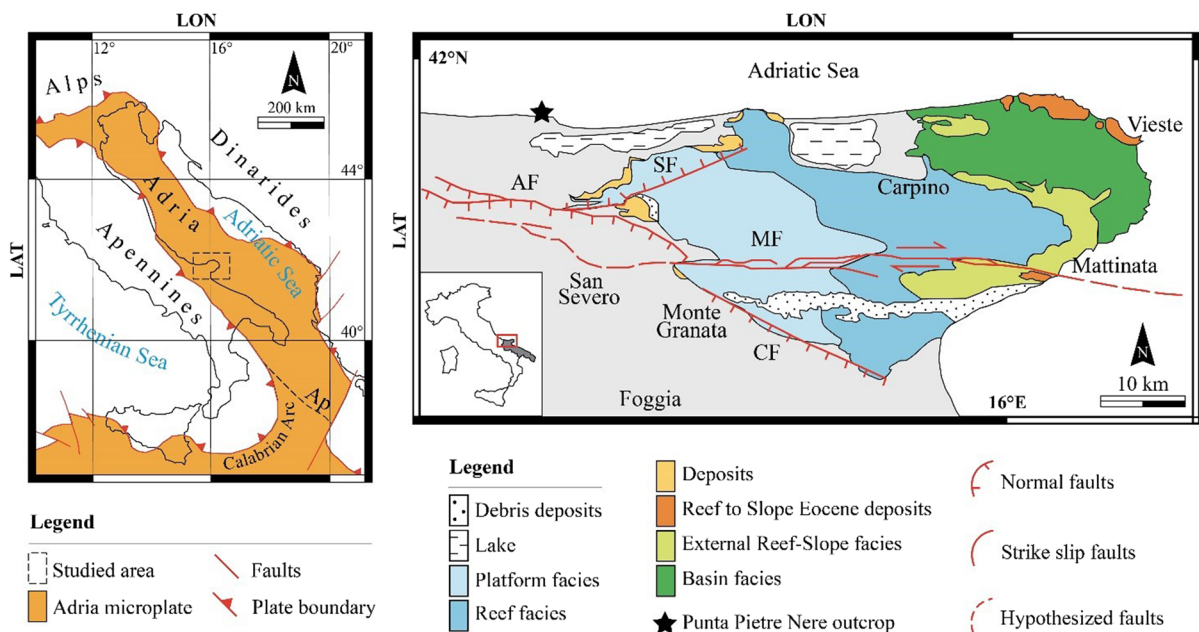 LON
12°
16°
20°
Alps
N
200 km
Dinarides
44°
Adria
Adriatic Sea
LAT
Apennines
Tyrrhenian Sea
40°
Ap
Calabrian Arc
Legend
Studied area
Adria microplate
Faults
Plate boundary
LON
42°N
Adriatic Sea
Vieste
SF
AF
Carpino
LAT
MF
Mattinata
San
Severo
Monte
Granata
CF
N
10 km
Foggia
16°E
Legend
Debris deposits
Lake
Platform facies
Reef facies
Deposits
Reef to Slope Eocene deposits
External Reef-Slope facies
Basin facies
Punta Pietre Nere outcrop
Normal faults
Strike slip faults
Hypothesized faults